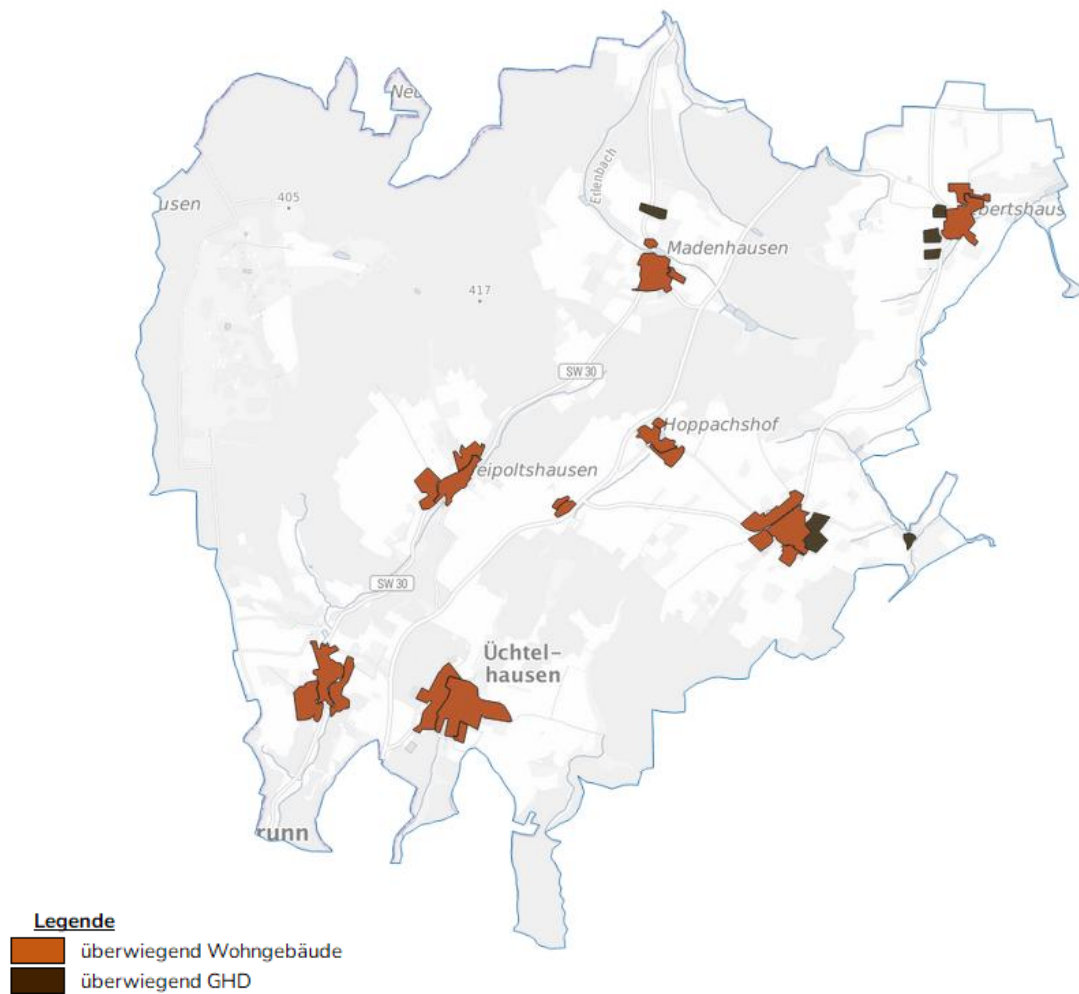 Neu
usen
405
Erlenbach
ebertshaus
Madenhausen
417
SW 30
Hoppachshof
eipoltshausen
SW 30
Üchtel-
hausen
runn
Legende
überwiegend Wohngebäude
überwiegend GHD